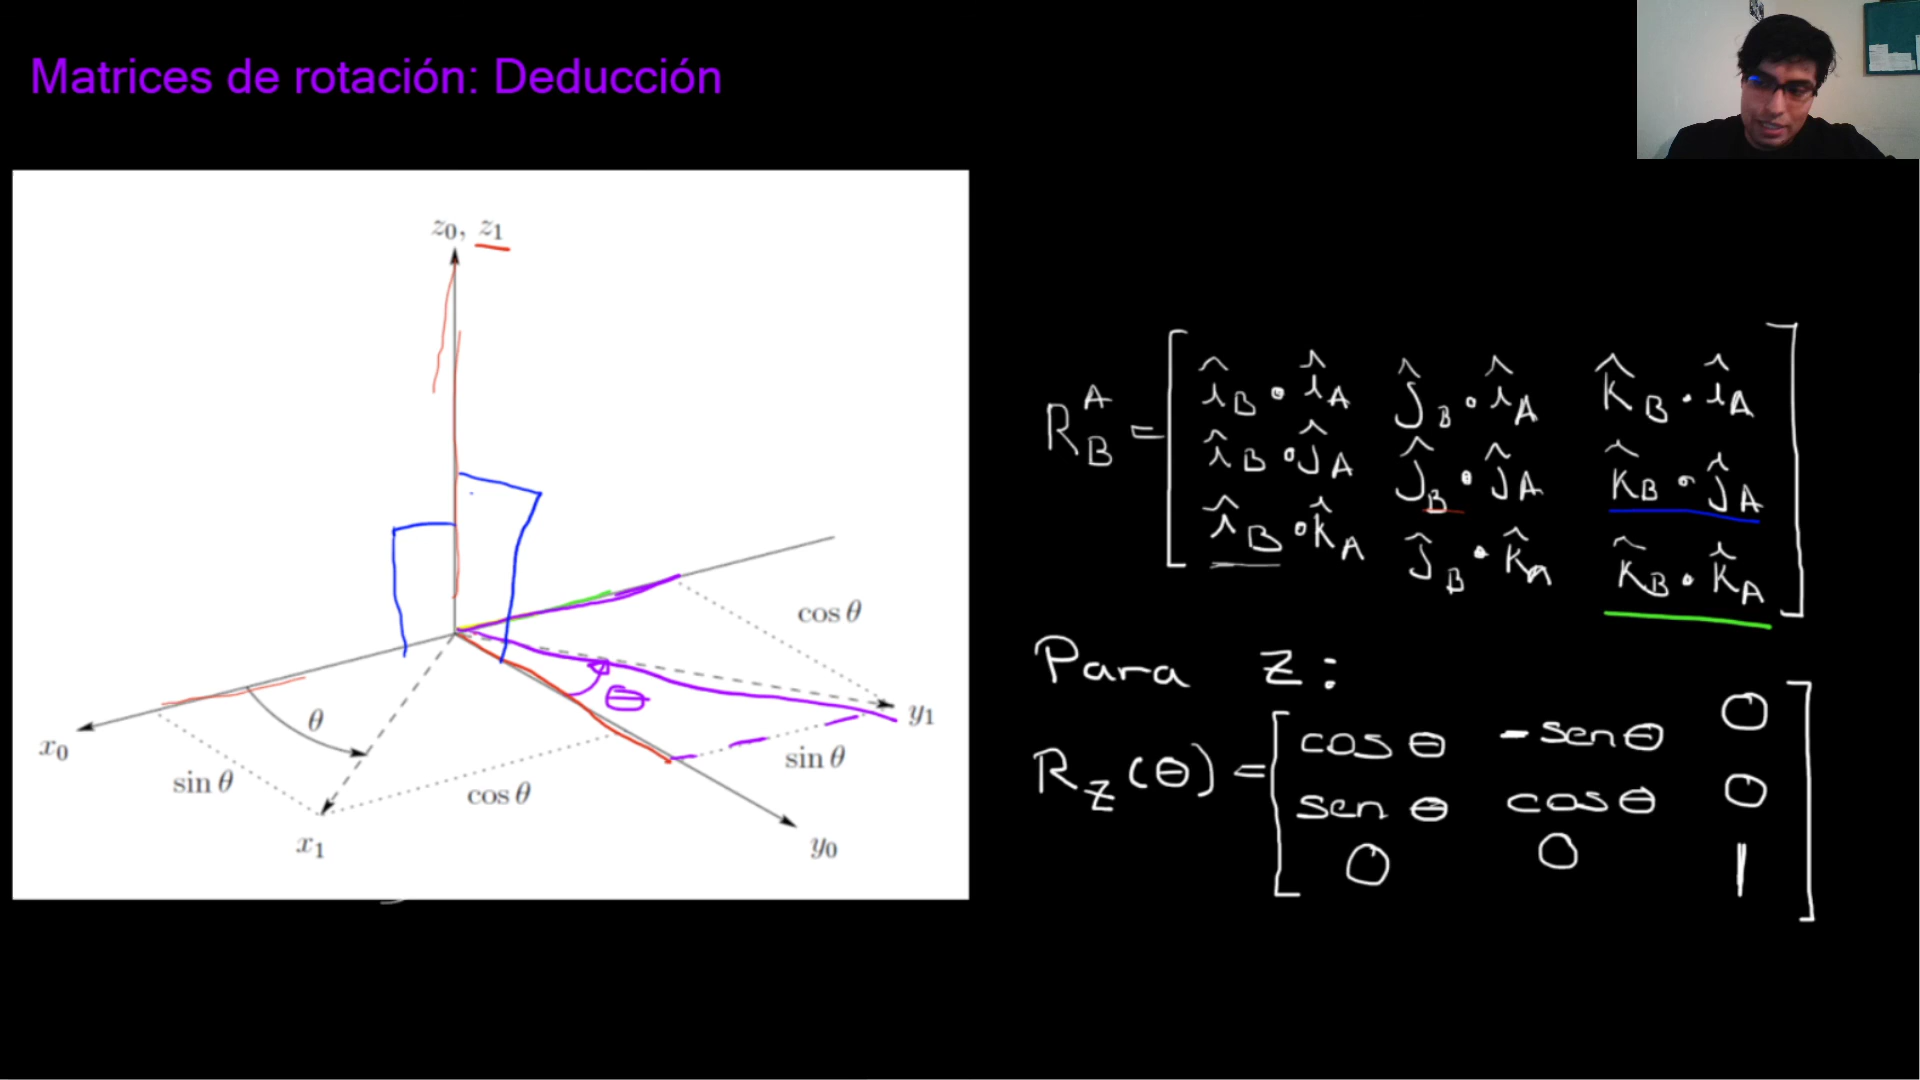 Matrices de rotación: Deducción
z₀, z₁
cos θ
θ
θ
y₁
x₀
sin θ
sin θ
cos θ
x₁
y₀
R_B^A = [ î_B · î_A ĵ_B · î_A k̂_B · î_A
î_B · ĵ_A ĵ_B · ĵ_A k̂_B · ĵ_A
î_B · k̂_A ĵ_B · k̂_A k̂_B · k̂_A ]
Para z:
R_z(θ) = [ cos θ -sen θ 0
sen θ cos θ 0
0 0 1 ]